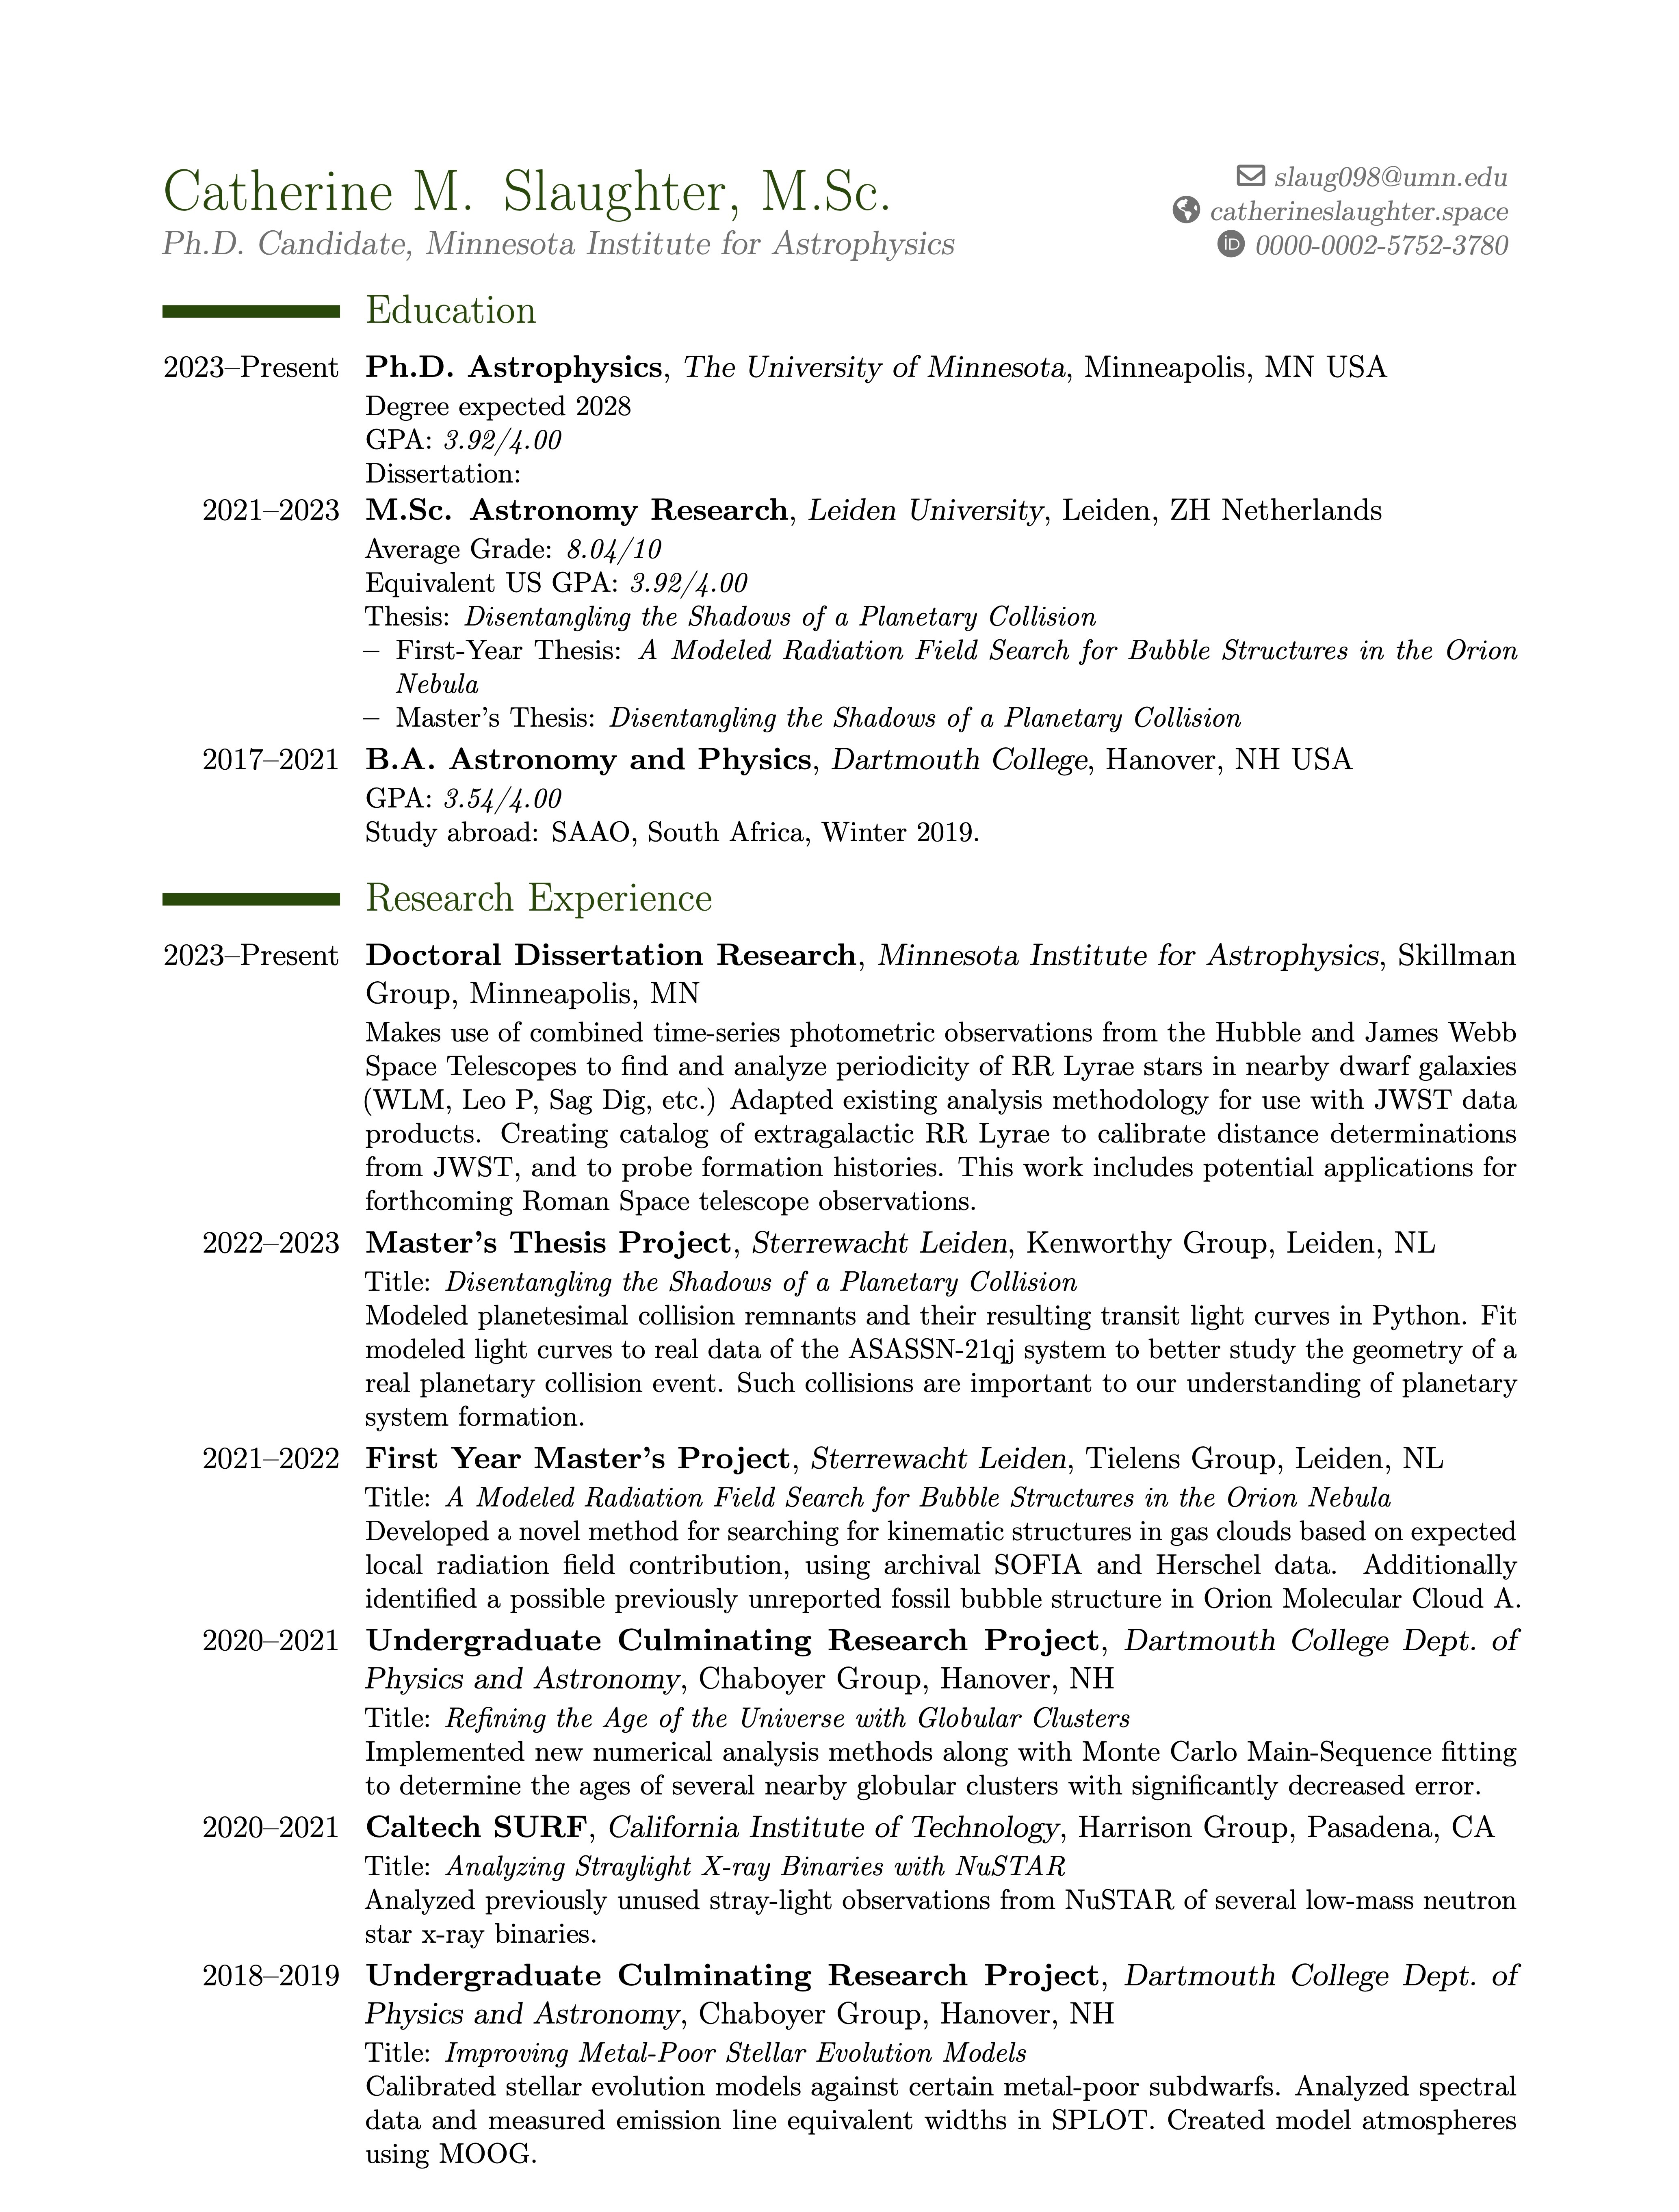 Catherine M. Slaughter, M.Sc.
Ph.D. Candidate, Minnesota Institute for Astrophysics
slaug098@umn.edu
catherineslaughter.space
0000-0002-5752-3780
Education
2023–Present Ph.D. Astrophysics, The University of Minnesota, Minneapolis, MN USA
Degree expected 2028
GPA: 3.92/4.00
Dissertation:
2021–2023 M.Sc. Astronomy Research, Leiden University, Leiden, ZH Netherlands
Average Grade: 8.04/10
Equivalent US GPA: 3.92/4.00
Thesis: Disentangling the Shadows of a Planetary Collision
– First-Year Thesis: A Modeled Radiation Field Search for Bubble Structures in the Orion
Nebula
– Master's Thesis: Disentangling the Shadows of a Planetary Collision
2017–2021 B.A. Astronomy and Physics, Dartmouth College, Hanover, NH USA
GPA: 3.54/4.00
Study abroad: SAAO, South Africa, Winter 2019.
Research Experience
2023–Present Doctoral Dissertation Research, Minnesota Institute for Astrophysics, Skillman
Group, Minneapolis, MN
Makes use of combined time-series photometric observations from the Hubble and James Webb
Space Telescopes to find and analyze periodicity of RR Lyrae stars in nearby dwarf galaxies
(WLM, Leo P, Sag Dig, etc.) Adapted existing analysis methodology for use with JWST data
products. Creating catalog of extragalactic RR Lyrae to calibrate distance determinations
from JWST, and to probe formation histories. This work includes potential applications for
forthcoming Roman Space telescope observations.
2022–2023 Master's Thesis Project, Sterrewacht Leiden, Kenworthy Group, Leiden, NL
Title: Disentangling the Shadows of a Planetary Collision
Modeled planetesimal collision remnants and their resulting transit light curves in Python. Fit
modeled light curves to real data of the ASASSN-21qj system to better study the geometry of a
real planetary collision event. Such collisions are important to our understanding of planetary
system formation.
2021–2022 First Year Master's Project, Sterrewacht Leiden, Tielens Group, Leiden, NL
Title: A Modeled Radiation Field Search for Bubble Structures in the Orion Nebula
Developed a novel method for searching for kinematic structures in gas clouds based on expected
local radiation field contribution, using archival SOFIA and Herschel data. Additionally
identified a possible previously unreported fossil bubble structure in Orion Molecular Cloud A.
2020–2021 Undergraduate Culminating Research Project, Dartmouth College Dept. of
Physics and Astronomy, Chaboyer Group, Hanover, NH
Title: Refining the Age of the Universe with Globular Clusters
Implemented new numerical analysis methods along with Monte Carlo Main-Sequence fitting
to determine the ages of several nearby globular clusters with significantly decreased error.
2020–2021 Caltech SURF, California Institute of Technology, Harrison Group, Pasadena, CA
Title: Analyzing Straylight X-ray Binaries with NuSTAR
Analyzed previously unused stray-light observations from NuSTAR of several low-mass neutron
star x-ray binaries.
2018–2019 Undergraduate Culminating Research Project, Dartmouth College Dept. of
Physics and Astronomy, Chaboyer Group, Hanover, NH
Title: Improving Metal-Poor Stellar Evolution Models
Calibrated stellar evolution models against certain metal-poor subdwarfs. Analyzed spectral
data and measured emission line equivalent widths in SPLOT. Created model atmospheres
using MOOG.